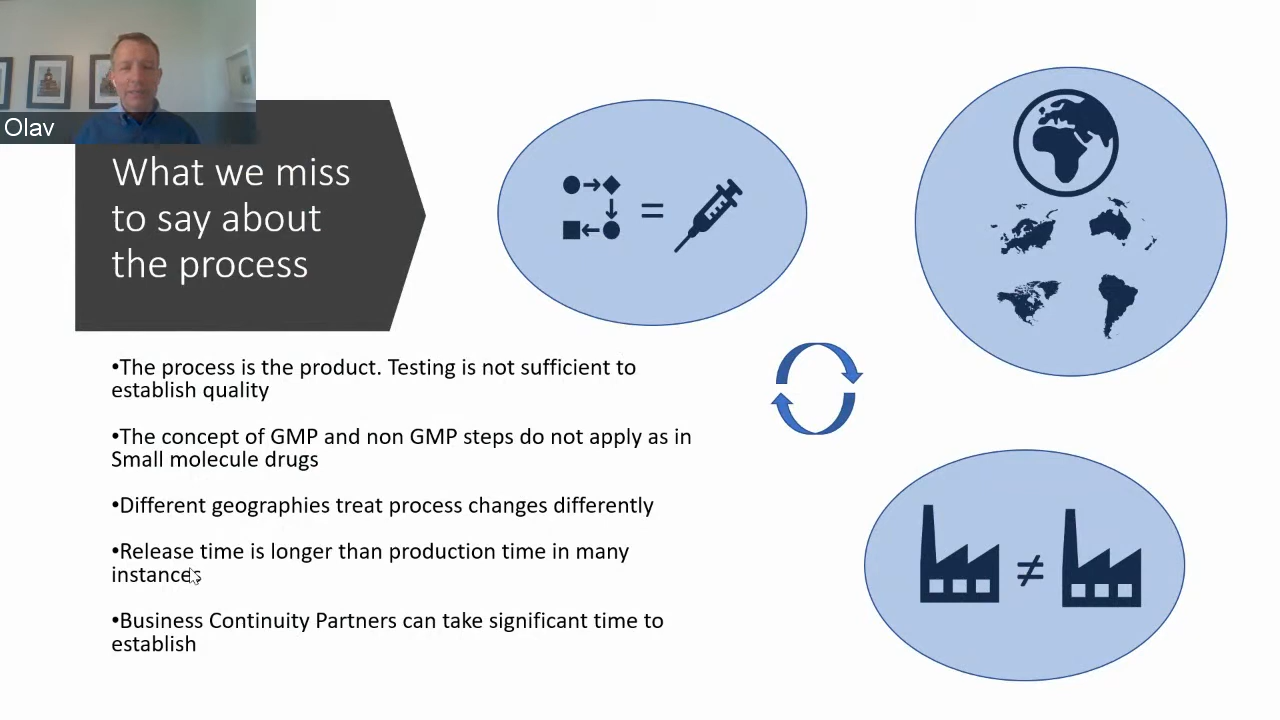 Olav
What we miss
to say about
the process
•The process is the product. Testing is not sufficient to
establish quality
•The concept of GMP and non GMP steps do not apply as in
Small molecule drugs
•Different geographies treat process changes differently
•Release time is longer than production time in many
instances
•Business Continuity Partners can take significant time to
establish
=
≠